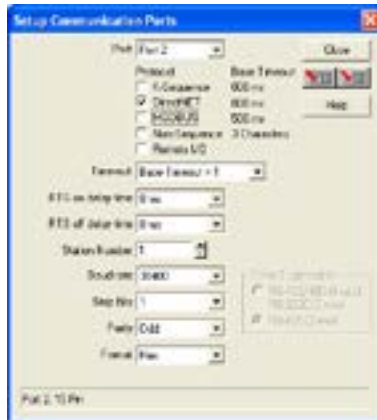 Setup Communication Ports
Port: Port 2
Close
Protocol Base Timeout
K-Sequence 800 ms
DirectNET 800 ms
MODBUS 500 ms
Non-Sequence 3 Characters
Remote I/O
Help
Timeout: Base Timeout × 1
RTS on delay time: 0 ms
RTS off delay time: 0 ms
Station Number: 1
Baud rate: 38400
Stop bits: 1
Parity: Odd
Format: Hex
Port 2: 15 Pin